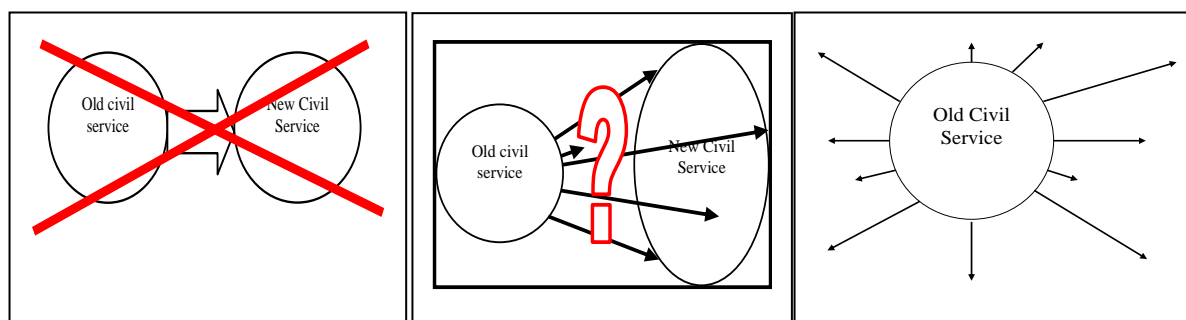 Old civil
service
New Civil
Service
?
Old civil
service
New Civil
Service
Old Civil
Service